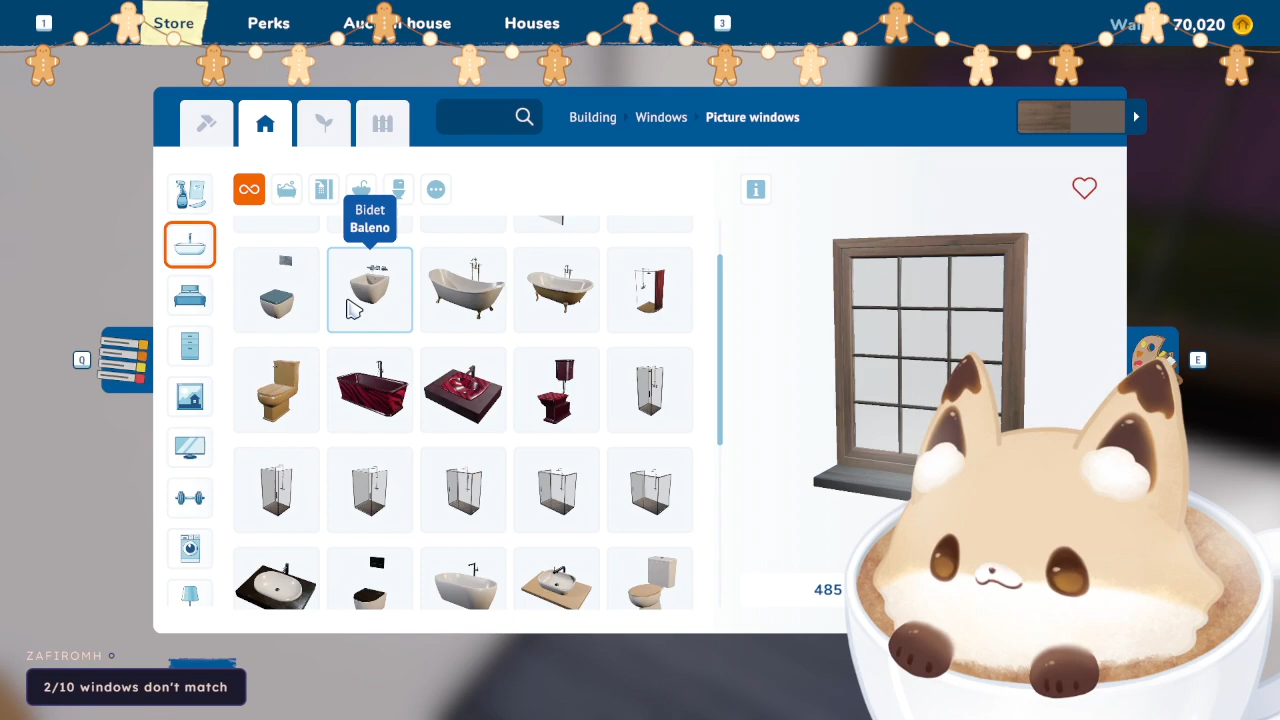 1
Store
Perks
Auction house
Houses
3
70,020
Building
Windows
Picture windows
Bidet
Baleno
Q
E
485
ZAFIROMH
2/10 windows don't match